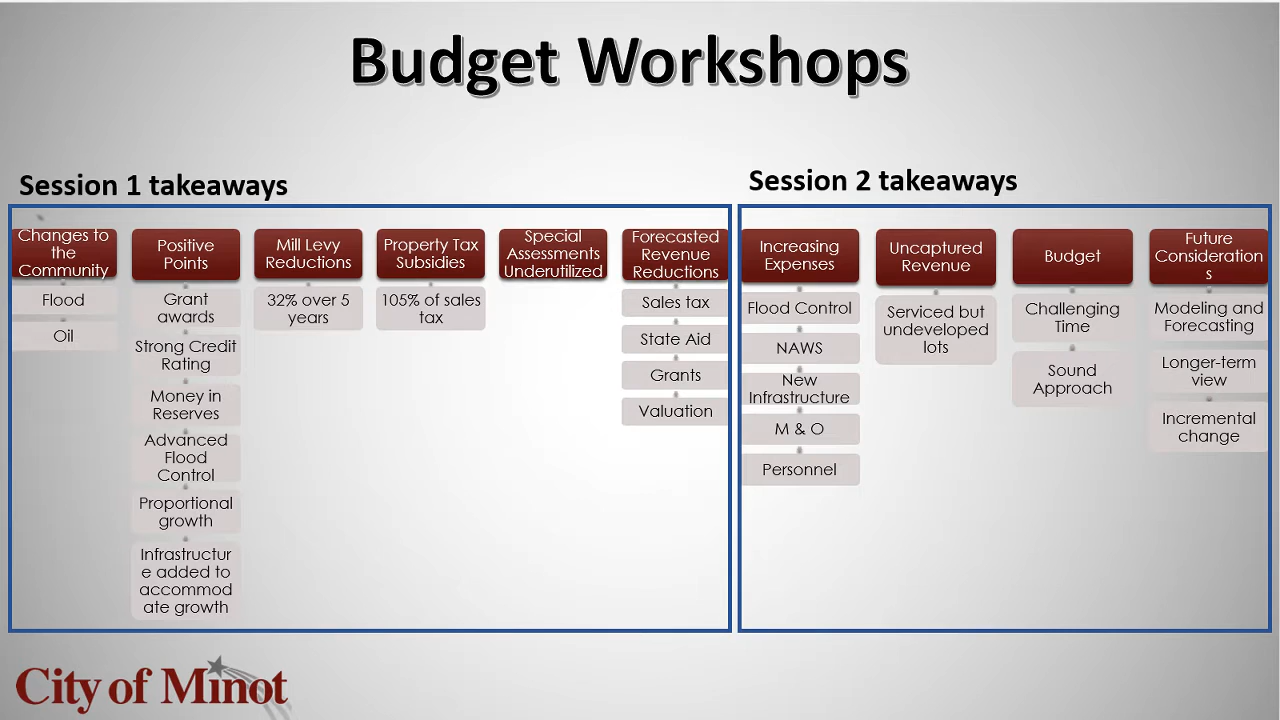 Budget Workshops
Session 1 takeaways
Changes to
the
Community
Flood
Oil
Positive
Points
Grant
awards
Strong Credit
Rating
Money in
Reserves
Advanced
Flood
Control
Proportional
growth
Infrastructur
e added to
accommod
ate growth
Mill Levy
Reductions
32% over 5
years
Property Tax
Subsidies
105% of sales
tax
Special
Assessments
Underutilized
Forecasted
Revenue
Reductions
Sales tax
State Aid
Grants
Valuation
Session 2 takeaways
Increasing
Expenses
Flood Control
NAWS
New
Infrastructure
M & O
Personnel
Uncaptured
Revenue
Serviced but
undeveloped
lots
Budget
Challenging
Time
Sound
Approach
Future
Consideration
s
Modeling and
Forecasting
Longer-term
view
Incremental
change
City of Minot